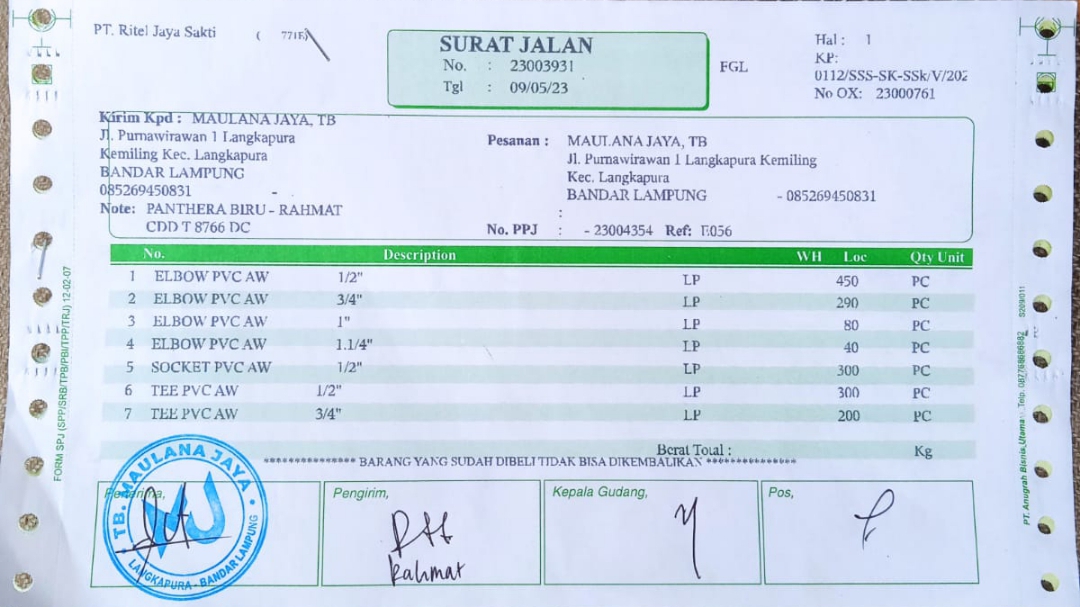 PT. Ritel Jaya Sakti ( 771E)
SURAT JALAN
No. : 23003931
Tgl : 09/05/23
FGL
Hal : 1
KP:
0112/SSS-SK-SSk/V/202
No OX: 23000761
Kirim Kpd : MAULANA JAYA, TB
Jl. Purnawirawan 1 Langkapura
Kemiling Kec. Langkapura
BANDAR LAMPUNG
085269450831 -
Note: PANTHERA BIRU - RAHMAT
CDD T 8766 DC
Pesanan : MAULANA JAYA, TB
Jl. Purnawirawan 1 Langkapura Kemiling
Kec. Langkapura
BANDAR LAMPUNG - 085269450831
:
No. PPJ : - 23004354 Ref: E056
No. Description WH Loc Qty Unit
1 ELBOW PVC AW 1/2" LP 450 PC
2 ELBOW PVC AW 3/4" LP 290 PC
3 ELBOW PVC AW 1" LP 80 PC
4 ELBOW PVC AW 1.1/4" LP 40 PC
5 SOCKET PVC AW 1/2" LP 300 PC
6 TEE PVC AW 1/2" LP 300 PC
7 TEE PVC AW 3/4" LP 200 PC
Berat Total : Kg
*************** BARANG YANG SUDAH DIBELI TIDAK BISA DIKEMBALIKAN ***************
Penerima,
Pengirim,
Kepala Gudang,
Pos,
TB. MAULANA JAYA
LANGKAPURA - BANDAR LAMPUNG
Rahmat
FORM SPJ (SPP/SRB/TPB/PBI/TPP/TRJ) 12-02-07
PT. Anugrah Bisnis Utama